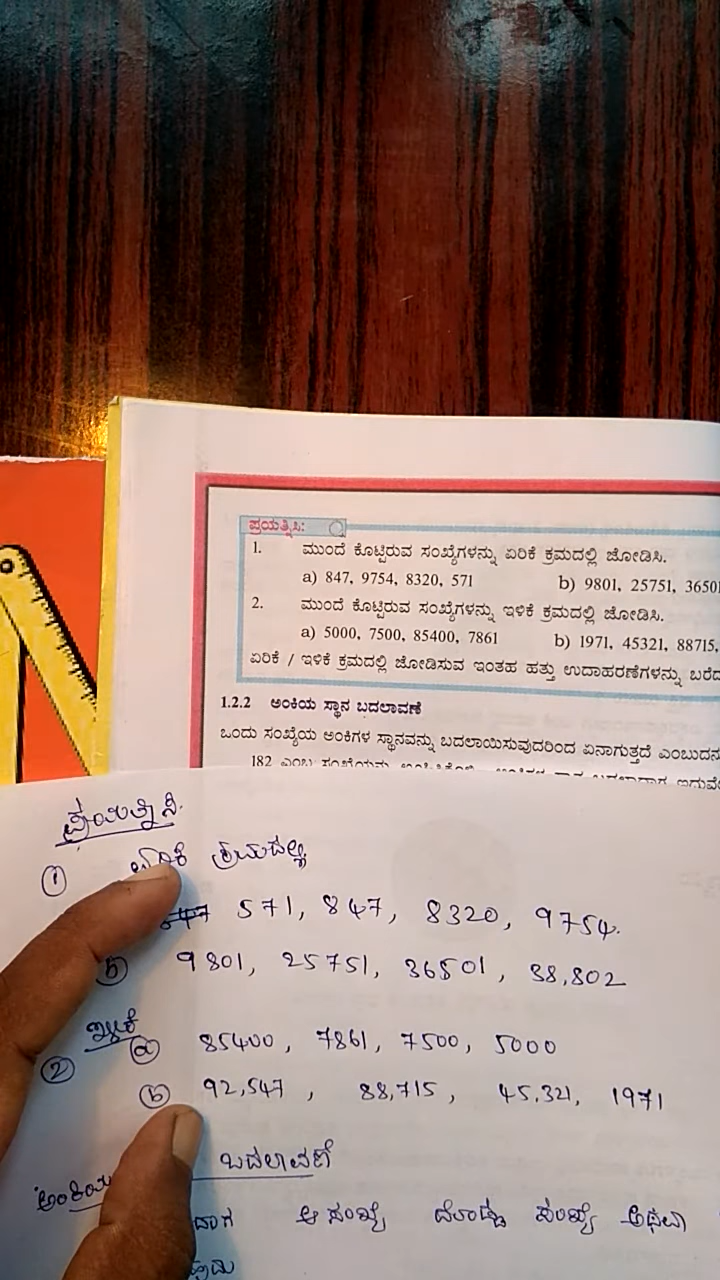 ಪ್ರಯತ್ನಿಸಿ:
1. ಮುಂದೆ ಕೊಟ್ಟಿರುವ ಸಂಖ್ಯೆಗಳನ್ನು ಏರಿಕೆ ಕ್ರಮದಲ್ಲಿ ಜೋಡಿಸಿ.
a) 847, 9754, 8320, 571 b) 9801, 25751, 36501
2. ಮುಂದೆ ಕೊಟ್ಟಿರುವ ಸಂಖ್ಯೆಗಳನ್ನು ಇಳಿಕೆ ಕ್ರಮದಲ್ಲಿ ಜೋಡಿಸಿ.
a) 5000, 7500, 85400, 7861 b) 1971, 45321, 88715,
ಏರಿಕೆ / ಇಳಿಕೆ ಕ್ರಮದಲ್ಲಿ ಜೋಡಿಸುವ ಇಂತಹ ಹತ್ತು ಉದಾಹರಣೆಗಳನ್ನು
1.2.2 ಅಂಕಿಯ ಸ್ಥಾನ ಬದಲಾವಣೆ
ಒಂದು ಸಂಖ್ಯೆಯ ಅಂಕಿಗಳ ಸ್ಥಾನವನ್ನು ಬದಲಾಯಿಸುವುದರಿಂದ ಏನಾಗುತ್ತದೆ
182 ಎಂಬ
ಪ್ರಯತ್ನಿಸಿ.
① ಕ್ರಮದಲ್ಲಿ
571, 847, 8320, 9754.
ⓑ 9801, 25751, 36501, 38,802
ಇಳಿಕೆ
② ⓐ 85400, 7861, 7500, 5000
ⓑ 92,547, 88,715, 45,321, 1971
ಬದಲಾವಣೆ
ಆ ಸಂಖ್ಯೆ ದೊಡ್ಡ ಸಂಖ್ಯೆ ಅಥವಾ